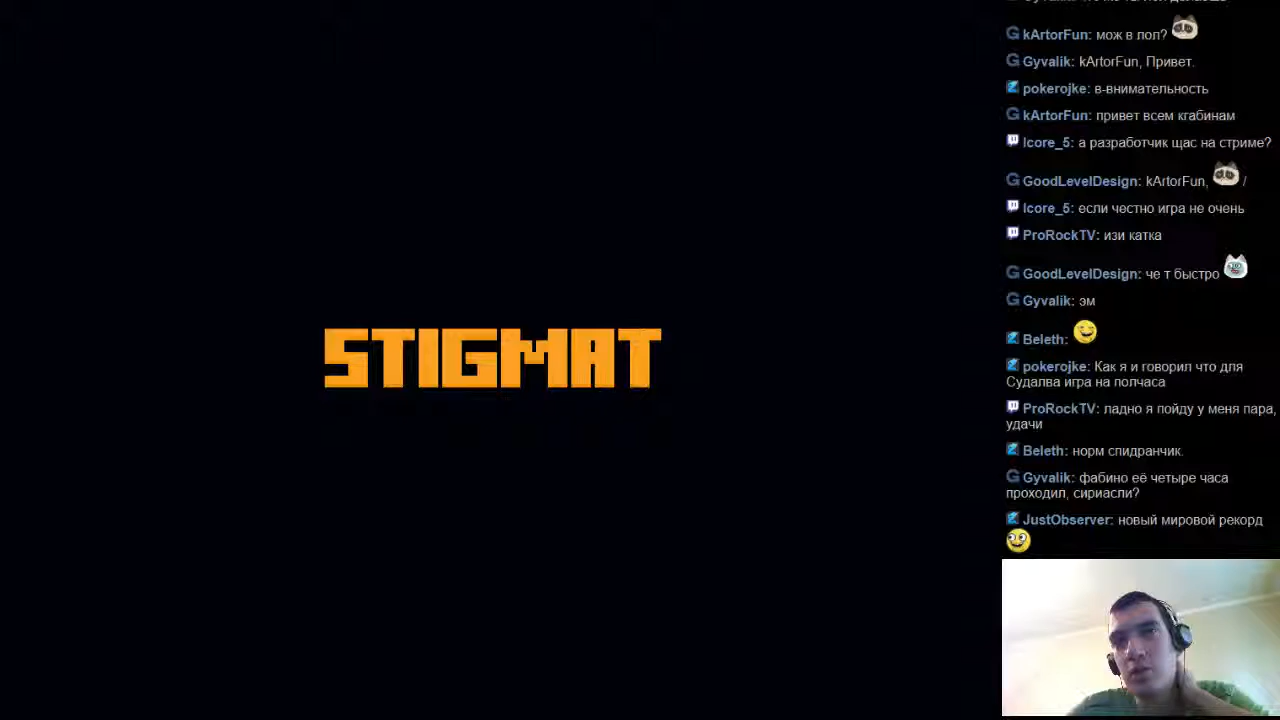 STIGMAT
kArtorFun: мож в лол?
Gyvalik: kArtorFun, Привет.
pokerojke: в-внимательность
kArtorFun: привет всем кгабинам
Icore_5: а разработчик щас на стриме?
GoodLevelDesign: kArtorFun, /
Icore_5: если честно игра не очень
ProRockTV: изи катка
GoodLevelDesign: че т быстро
Gyvalik: эм
Beleth:
pokerojke: Как я и говорил что для
Судалва игра на полчаса
ProRockTV: ладно я пойду у меня пара,
удачи
Beleth: норм спидранчик.
Gyvalik: фабино её четыре часа
проходил, сириасли?
JustObserver: новый мировой рекорд